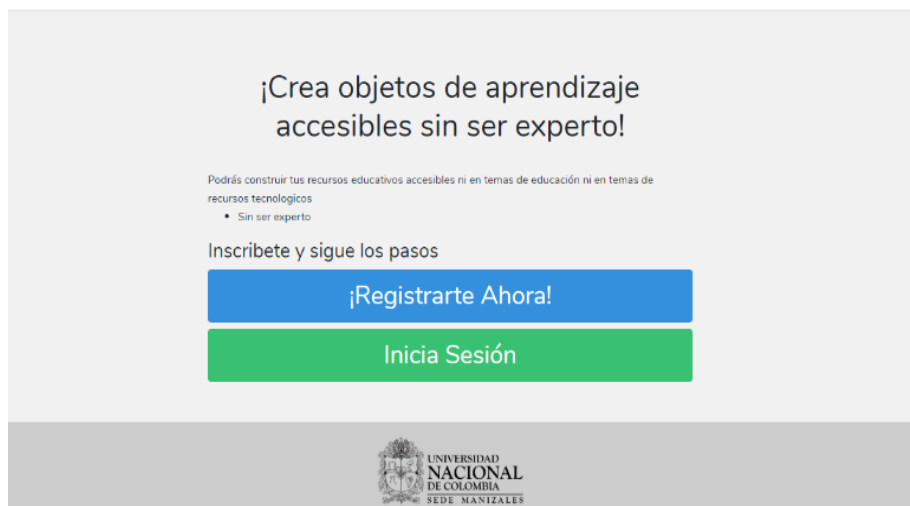 ¡Crea objetos de aprendizaje
accesibles sin ser experto!
Podrás construir tus recursos educativos accesibles ni en temas de educación ni en temas de
recursos tecnologicos
• Sin ser experto
Inscribete y sigue los pasos
¡Registrarte Ahora!
Inicia Sesión
UNIVERSIDAD
NACIONAL
DE COLOMBIA
SEDE MANIZALES